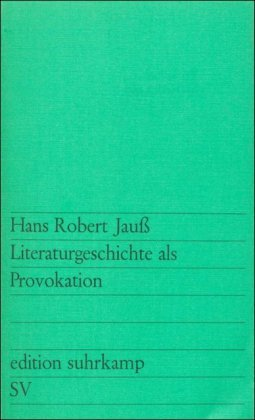 Hans Robert Jauß
Literaturgeschichte als
Provokation
edition suhrkamp
SV